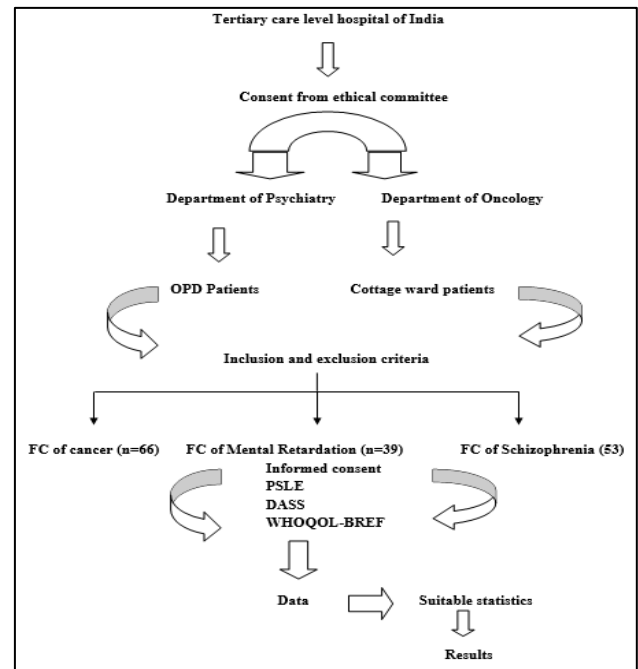 Tertiary care level hospital of India
Consent from ethical committee
Department of Psychiatry
Department of Oncology
OPD Patients
Cottage ward patients
Inclusion and exclusion criteria
FC of cancer (n=66)
FC of Mental Retardation (n=39)
FC of Schizophrenia (53)
Informed consent
PSLE
DASS
WHOQOL-BREF
Data
Suitable statistics
Results